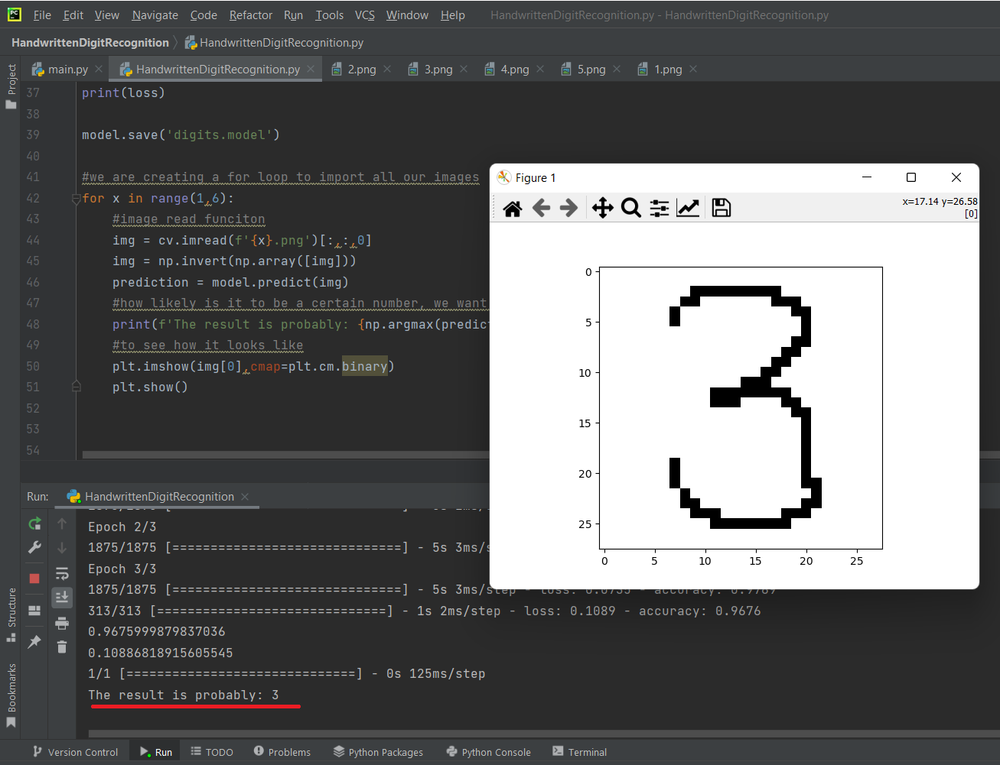 PC File Edit View Navigate Code Refactor Run Tools VCS Window Help HandwrittenDigitRecognition.py - HandwrittenDigitRecognition.py
HandwrittenDigitRecognition HandwrittenDigitRecognition.py
Project
main.py HandwrittenDigitRecognition.py 2.png 3.png 4.png 5.png 1.png
37 print(loss)
38
39 model.save('digits.model')
40
41 #we are creating a for loop to import all our images
42 for x in range(1,6):
43 #image read funciton
44 img = cv.imread(f'{x}.png')[:,:,0]
45 img = np.invert(np.array([img]))
46 prediction = model.predict(img)
47 #how likely is it to be a certain number, we want
48 print(f'The result is probably: {np.argmax(predict
49 #to see how it looks like
50 plt.imshow(img[0],cmap=plt.cm.binary)
51 plt.show()
52
53
54
Figure 1
x=17.14 y=26.58
[0]
0
5
10
15
20
25
0 5 10 15 20 25
3
Run: HandwrittenDigitRecognition
Epoch 2/3
1875/1875 [==============================] - 5s 3ms/s
Epoch 3/3
1875/1875 [==============================] - 5s 3ms/step - loss: 0.0755 - accuracy:
313/313 [==============================] - 1s 2ms/step - loss: 0.1089 - accuracy: 0.9676
0.9675999879837036
0.10886818915605545
1/1 [==============================] - 0s 125ms/step
The result is probably: 3
Structure
Bookmarks
Version Control Run TODO Problems Python Packages Python Console Terminal